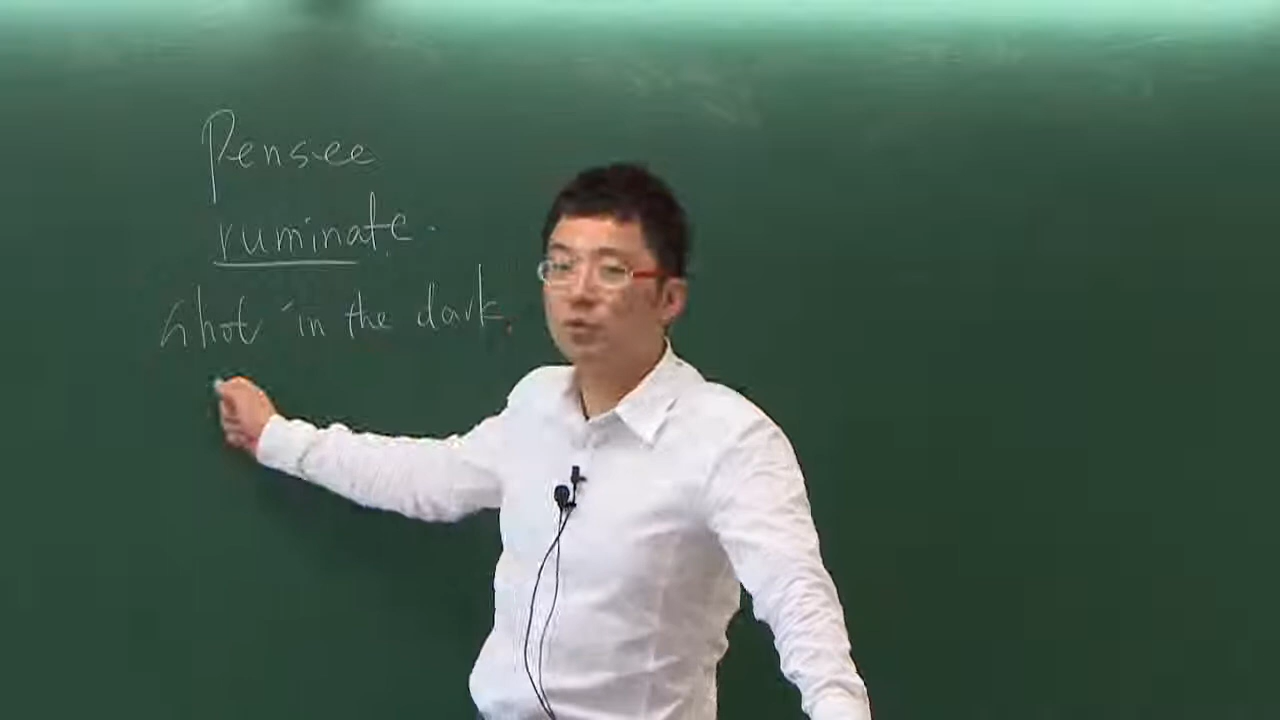 Pensee
ruminate.
shot in the dark.